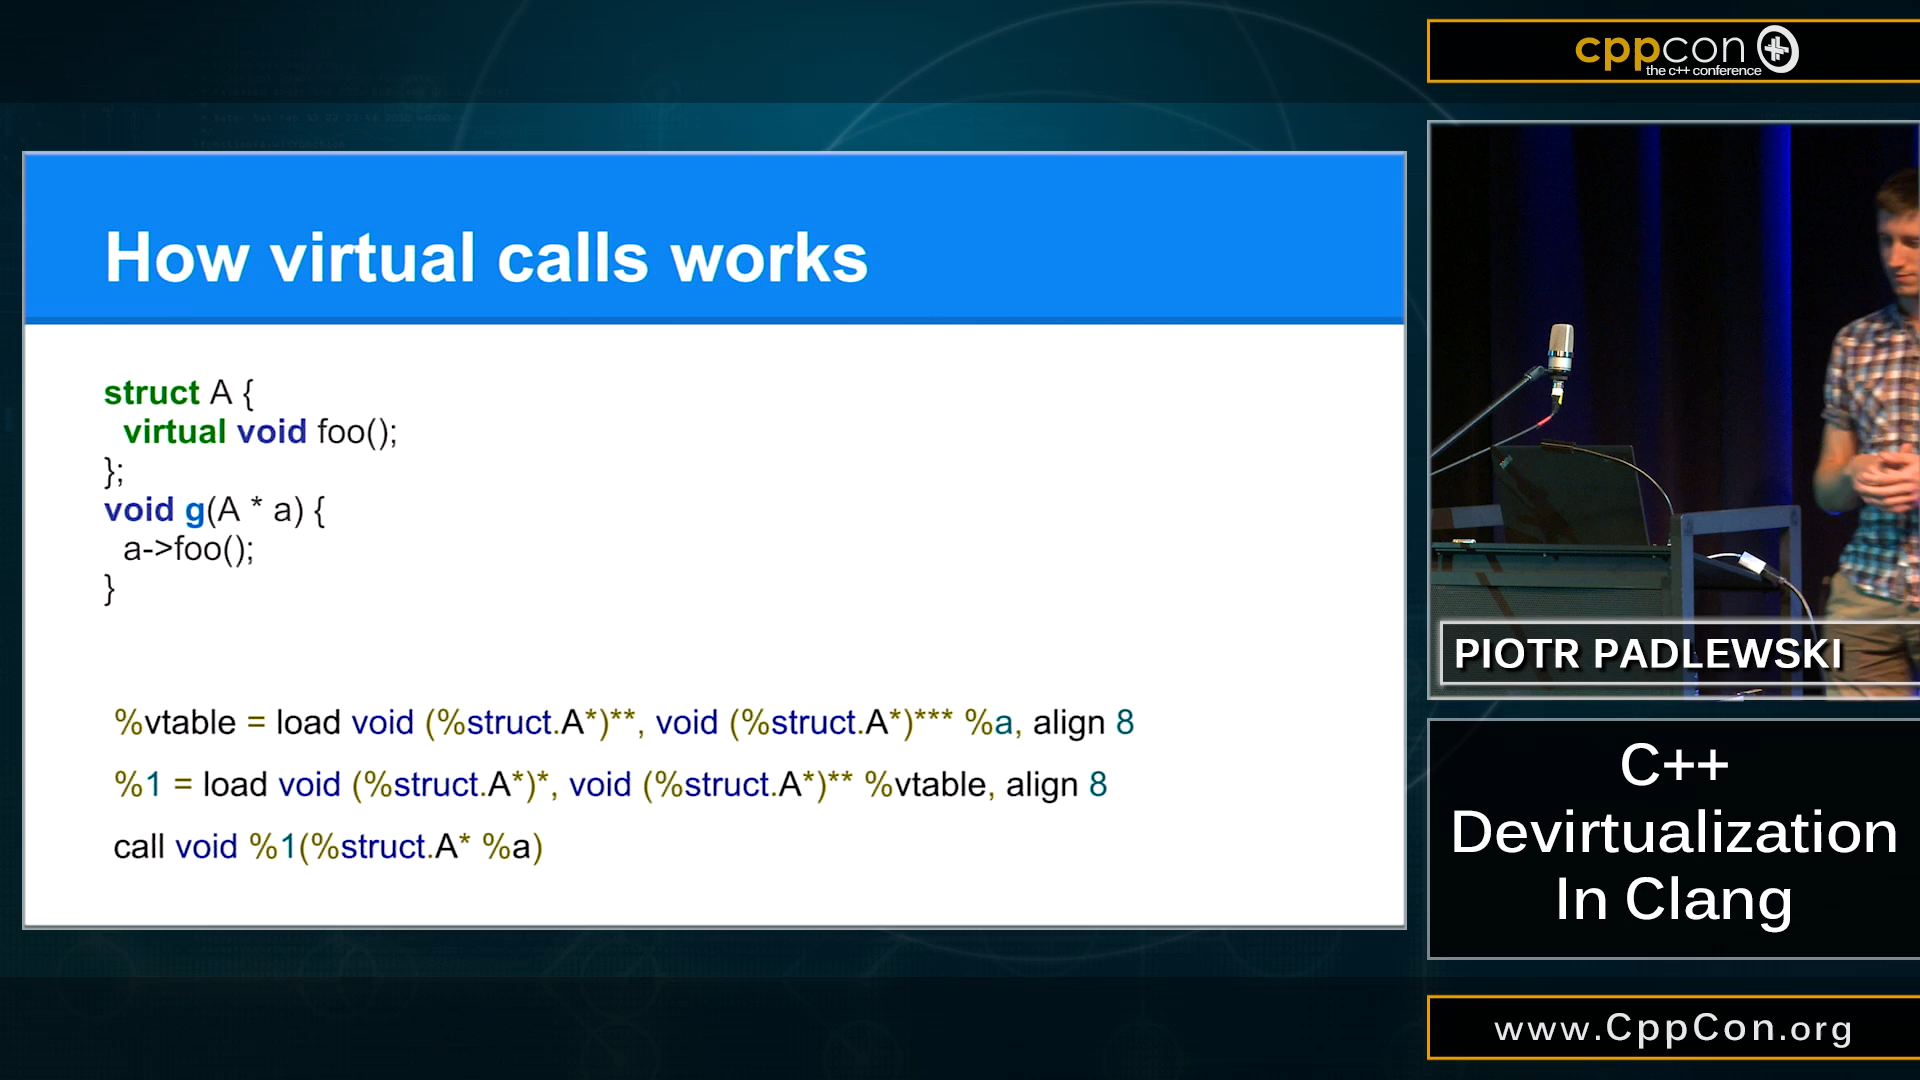 cppcon
the c++ conference
How virtual calls works
struct A {
virtual void foo();
};
void g(A * a) {
a->foo();
}
%vtable = load void (%struct.A*)**, void (%struct.A*)*** %a, align 8
%1 = load void (%struct.A*)*, void (%struct.A*)** %vtable, align 8
call void %1(%struct.A* %a)
PIOTR PADLEWSKI
C++
Devirtualization
In Clang
www.CppCon.org